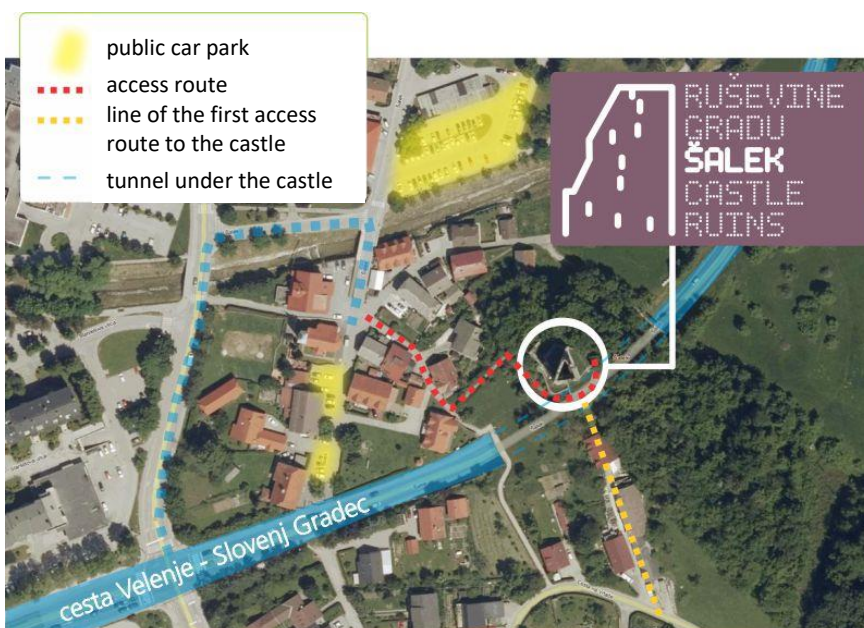 public car park
access route
line of the first access
route to the castle
tunnel under the castle
RUŠEVINE
GRADU
ŠALEK
CASTLE
RUINS
cesta Velenje - Slovenj Gradec